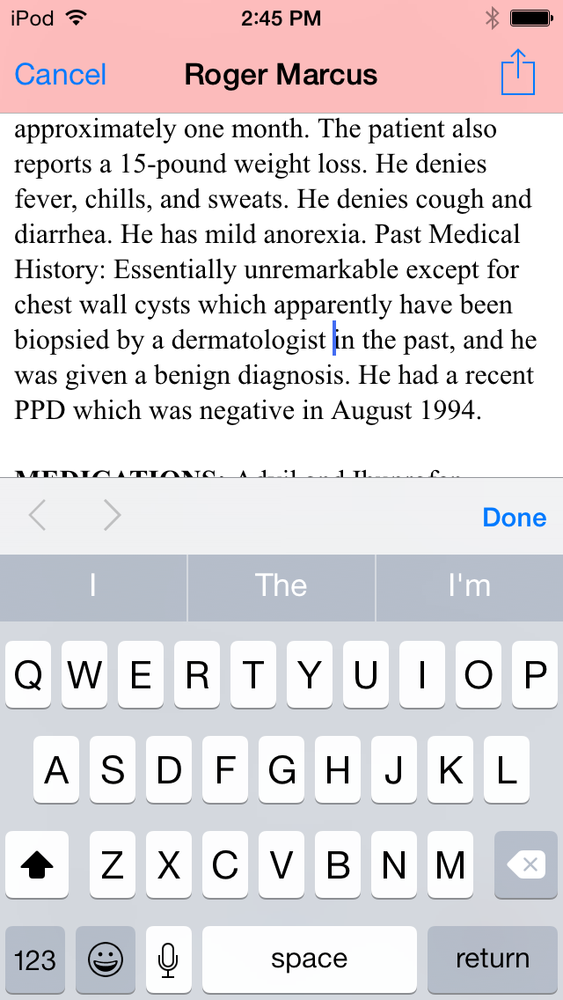 iPod 2:45 PM
Cancel Roger Marcus
approximately one month. The patient also
reports a 15-pound weight loss. He denies
fever, chills, and sweats. He denies cough and
diarrhea. He has mild anorexia. Past Medical
History: Essentially unremarkable except for
chest wall cysts which apparently have been
biopsied by a dermatologist in the past, and he
was given a benign diagnosis. He had a recent
PPD which was negative in August 1994.
MEDICATIONS: Advil and Ibuprofen
Done
I The I'm
Q W E R T Y U I O P
A S D F G H J K L
Z X C V B N M
123 space return